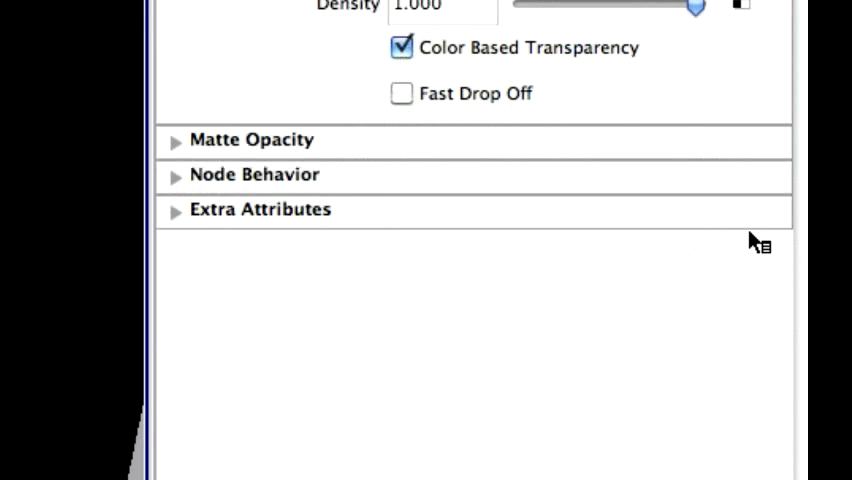 Density 1.000
Color Based Transparency
Fast Drop Off
Matte Opacity
Node Behavior
Extra Attributes